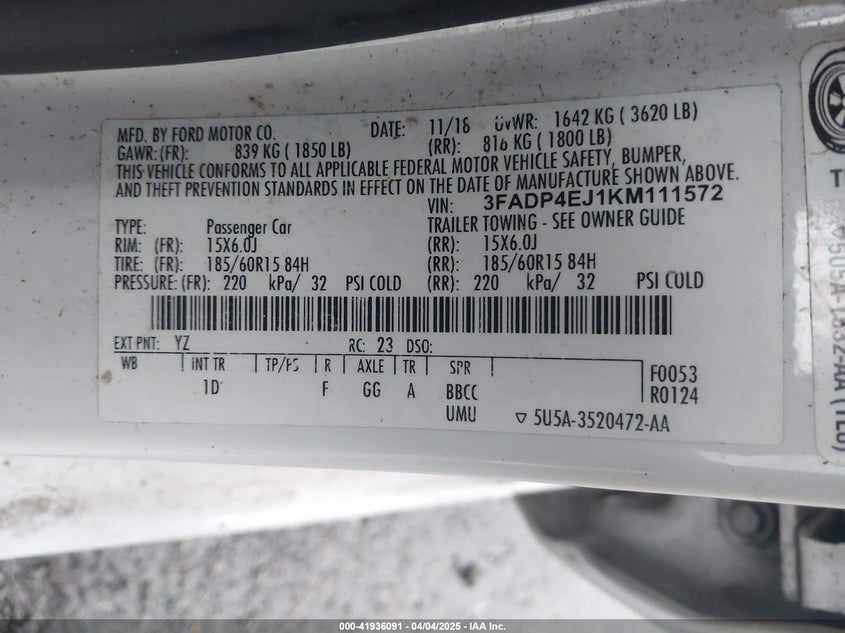 MFD. BY FORD MOTOR CO. DATE: 11/18 GVWR: 1642 KG ( 3620 LB)
GAWR: (FR): 839 KG ( 1850 LB) (RR): 816 KG ( 1800 LB)
THIS VEHICLE CONFORMS TO ALL APPLICABLE FEDERAL MOTOR VEHICLE SAFETY, BUMPER,
AND THEFT PREVENTION STANDARDS IN EFFECT ON THE DATE OF MANUFACTURE SHOWN ABOVE.
VIN: 3FADP4EJ1KM111572
TYPE: Passenger Car TRAILER TOWING - SEE OWNER GUIDE
RIM: (FR): 15X6.0J (RR): 15X6.0J
TIRE: (FR): 185/60R15 84H (RR): 185/60R15 84H
PRESSURE: (FR): 220 kPa/ 32 PSI COLD (RR): 220 kPa/ 32 PSI COLD
EXT PNT: YZ RC: 23 DSO:
WB INT TR TP/PS R AXLE TR SPR F0053
1D F GG A BBCC R0124
UMU ▽ 5U5A-3520472-AA
000-41936091 - 04/04/2025 - IAA Inc.